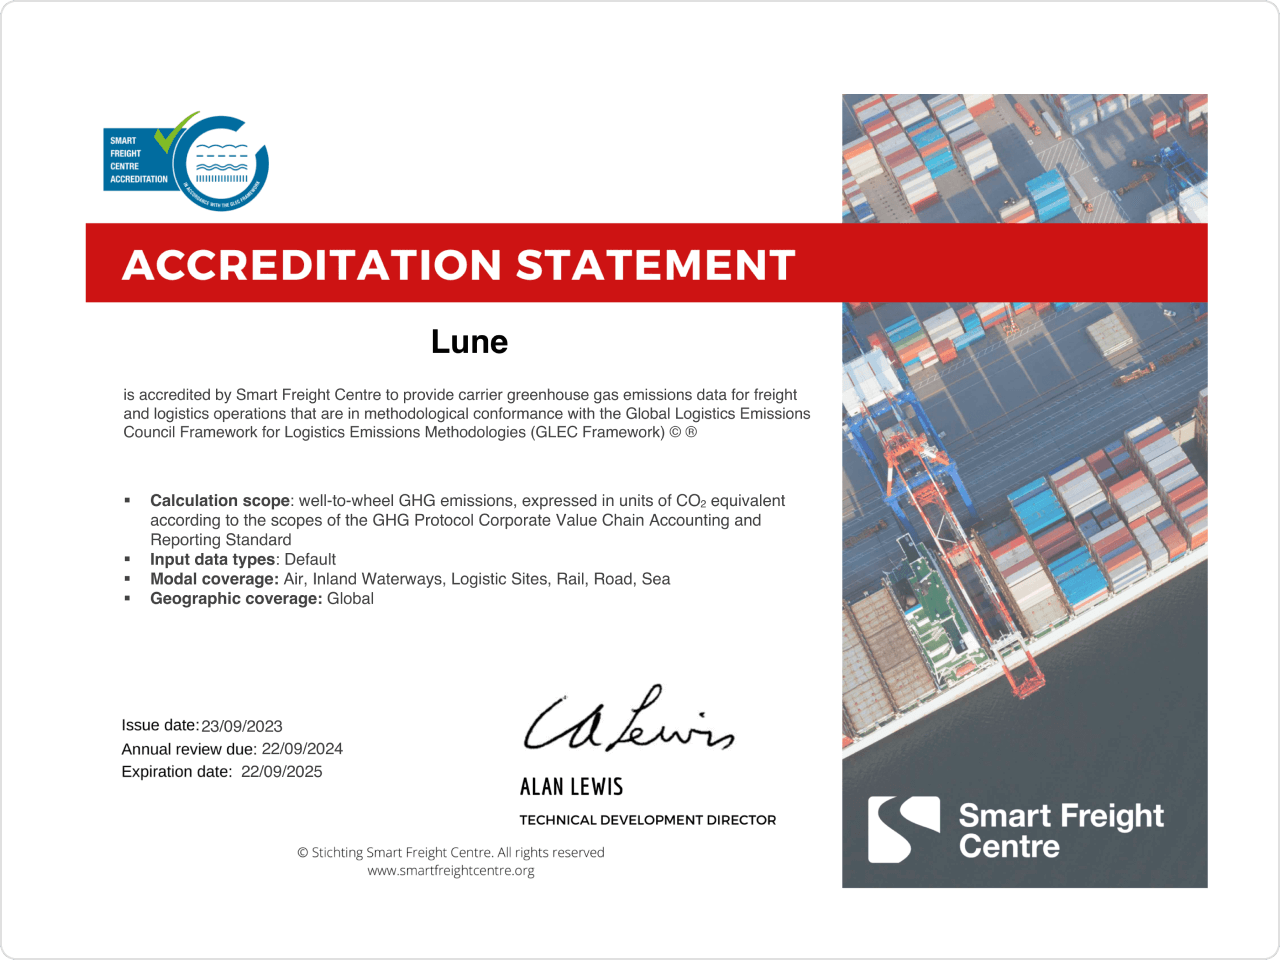 SMART
FREIGHT
CENTRE
ACCREDITATION
IN ACCORDANCE WITH THE GLEC FRAMEWORK
ACCREDITATION STATEMENT
Lune
is accredited by Smart Freight Centre to provide carrier greenhouse gas emissions data for freight
and logistics operations that are in methodological conformance with the Global Logistics Emissions
Council Framework for Logistics Emissions Methodologies (GLEC Framework) © ®
▪ Calculation scope: well-to-wheel GHG emissions, expressed in units of CO₂ equivalent
according to the scopes of the GHG Protocol Corporate Value Chain Accounting and
Reporting Standard
▪ Input data types: Default
▪ Modal coverage: Air, Inland Waterways, Logistic Sites, Rail, Road, Sea
▪ Geographic coverage: Global
Issue date: 23/09/2023
Annual review due: 22/09/2024
Expiration date: 22/09/2025
CA Lewis
ALAN LEWIS
TECHNICAL DEVELOPMENT DIRECTOR
© Stichting Smart Freight Centre. All rights reserved
www.smartfreightcentre.org
Smart Freight
Centre